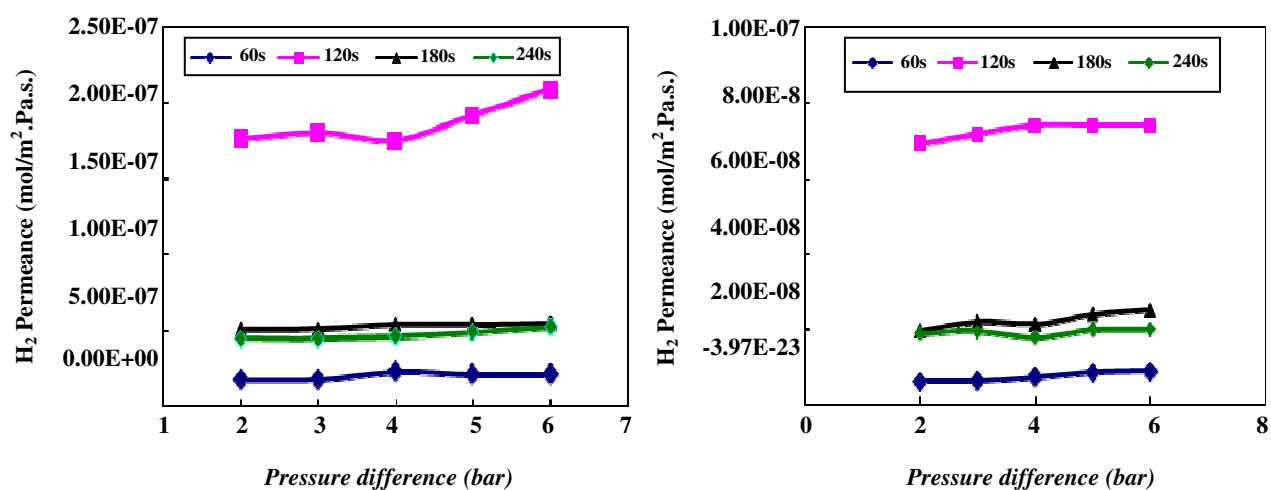 2.50E-07
60s 120s 180s 240s
2.00E-07
1.50E-07
1.00E-07
5.00E-07
0.00E+00
H2 Permeance (mol/m².Pa.s.)
1 2 3 4 5 6 7
Pressure difference (bar)
1.00E-07
60s 120s 180s 240s
8.00E-8
6.00E-08
4.00E-08
2.00E-08
-3.97E-23
H2 Permeance (mol/m².Pa.s.)
0 2 4 6 8
Pressure difference (bar)